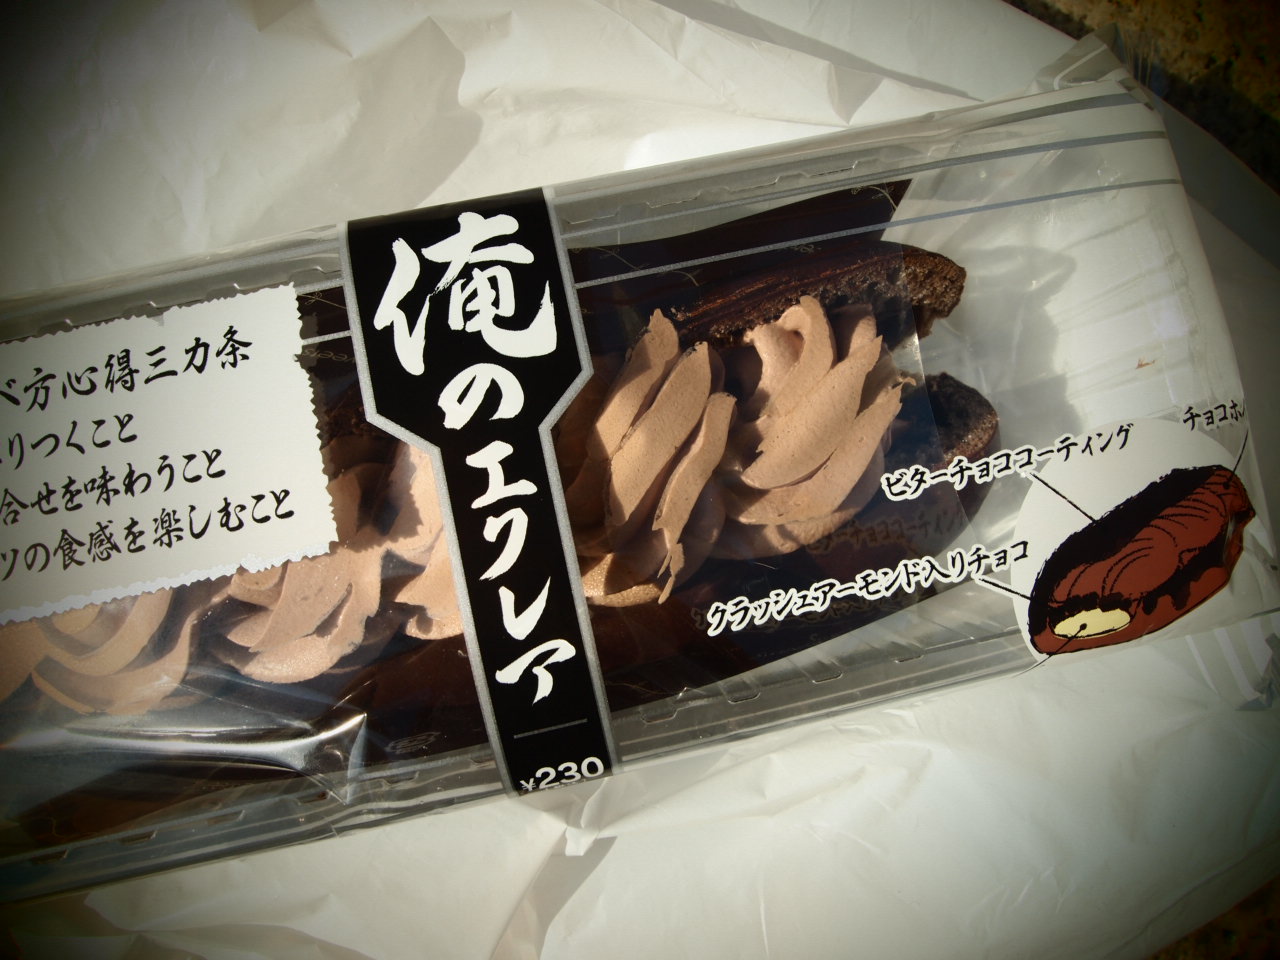 べ方心得三カ条
りつくこと
合せを味わうこと
ツの食感を楽しむこと
俺のエクレア
¥230
チョコホ
ビターチョココーティング
クラッシュアーモンド入りチョコ